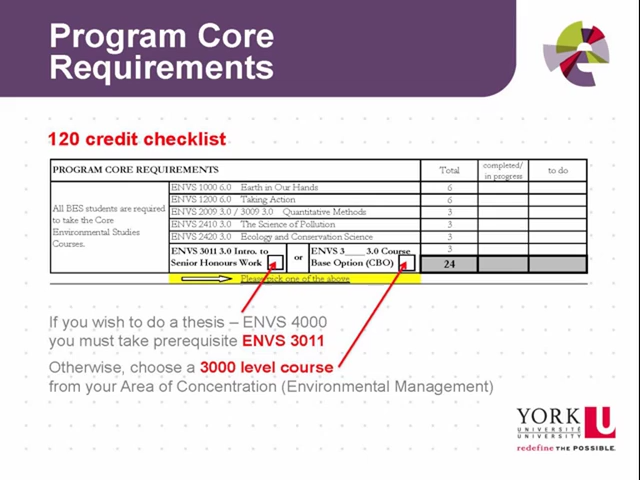 Program Core
Requirements
120 credit checklist
PROGRAM CORE REQUIREMENTS Total completed/ in progress to do
All BES students are required
to take the Core
Environmental Studies
Courses.
ENVS 1000 6.0 Earth in Our Hands 6
ENVS 1200 6.0 Taking Action 6
ENVS 2009 3.0 / 3009 3.0 Quantitative Methods 3
ENVS 2410 3.0 The Science of Pollution 3
ENVS 2420 3.0 Ecology and Conservation Science 3
ENVS 3011 3.0 Intro. to
Senior Honours Work
or
ENVS 3____ 3.0 Course
Base Option (CBO)
3
24
Please pick one of the above
If you wish to do a thesis – ENVS 4000
you must take prerequisite ENVS 3011
Otherwise, choose a 3000 level course
from your Area of Concentration (Environmental Management)
YORK U
UNIVERSITÉ
UNIVERSITY
redefine THE POSSIBLE.